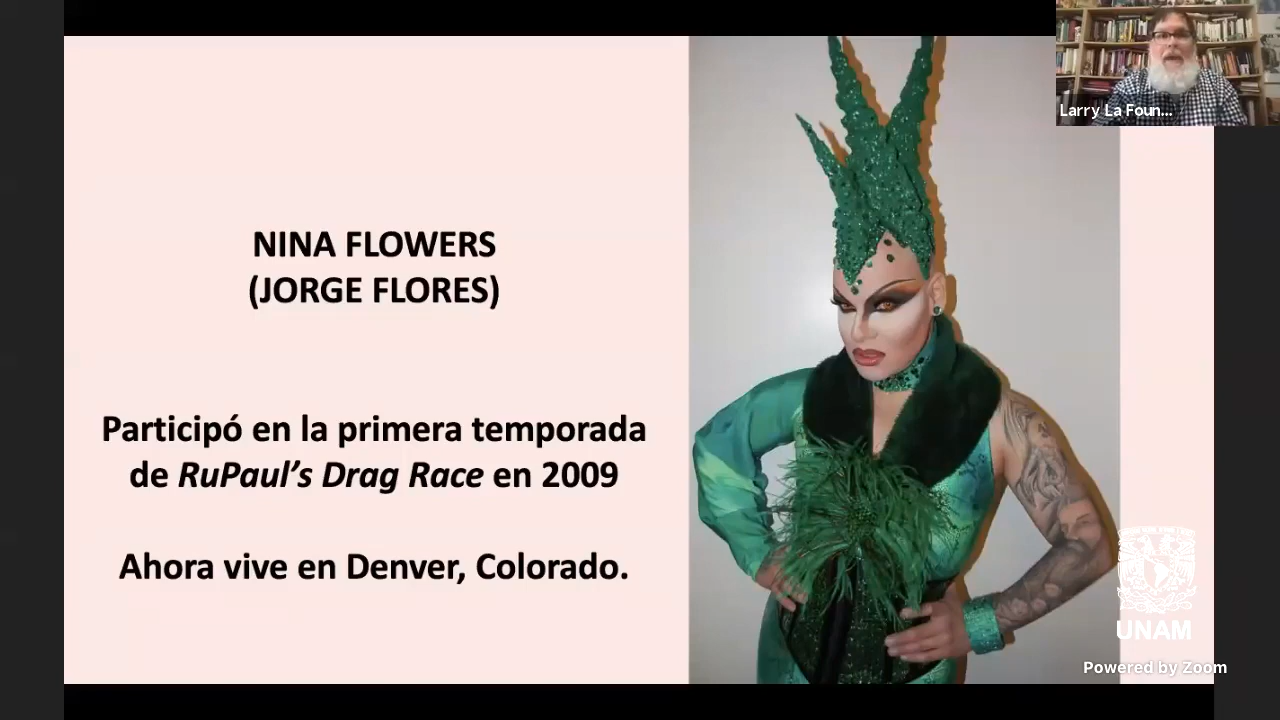 NINA FLOWERS
(JORGE FLORES)
Participó en la primera temporada
de RuPaul’s Drag Race en 2009
Ahora vive en Denver, Colorado.
Larry La Foun...
UNAM
Powered by Zoom